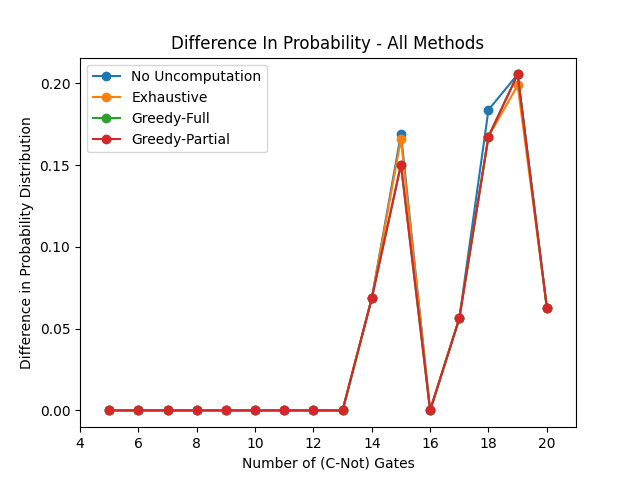 Difference In Probability - All Methods
No Uncomputation
Exhaustive
Greedy-Full
Greedy-Partial
Difference in Probability Distribution
0.20
0.15
0.10
0.05
0.00
4 6 8 10 12 14 16 18 20
Number of (C-Not) Gates